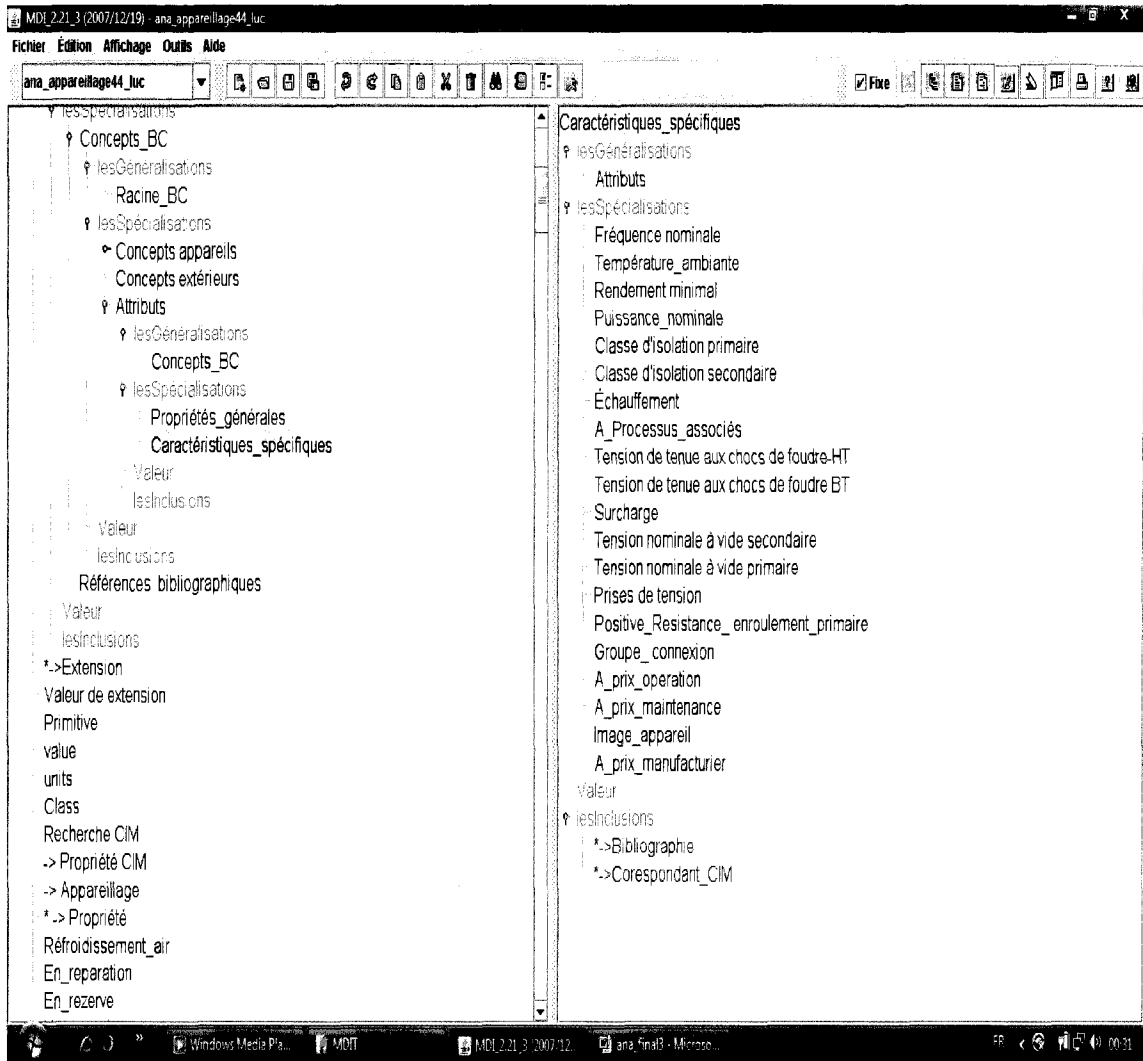 MDI_2.21_3 (2007/12/19) - ana_appareillage44_luc
Fichier Édition Affichage Outils Aide
ana_appareillage44_luc
Fixe
lesSpécialisations
Concepts_BC
lesGénéralisations
Racine_BC
lesSpécialisations
Concepts appareils
Concepts extérieurs
Attributs
lesGénéralisations
Concepts_BC
lesSpécialisations
Propriétés_générales
Caractéristiques_spécifiques
Valeur
lesInclusions
Valeur
lesInclusions
Références bibliographiques
Valeur
lesInclusions
*->Extension
Valeur de extension
Primitive
value
units
Class
Recherche CIM
-> Propriété CIM
-> Appareillage
* -> Propriété
Réfroidissement_air
En_reparation
En_rezerve
Caractéristiques_spécifiques
lesGénéralisations
Attributs
lesSpécialisations
Fréquence nominale
Température_ambiante
Rendement minimal
Puissance_nominale
Classe d'isolation primaire
Classe d'isolation secondaire
Échauffement
A_Processus_associés
Tension de tenue aux chocs de foudre-HT
Tension de tenue aux chocs de foudre BT
Surcharge
Tension nominale à vide secondaire
Tension nominale à vide primaire
Prises de tension
Positive_Resistance_ enroulement_primaire
Groupe_ connexion
A_prix_operation
A_prix_maintenance
Image_appareil
A_prix_manufacturier
Valeur
lesInclusions
*->Bibliographie
*->Corespondant_CIM
» Windows Media Pla... MDIT MDI_2.21_3 (2007/12... ana_final3 - Microso... FR 00:31